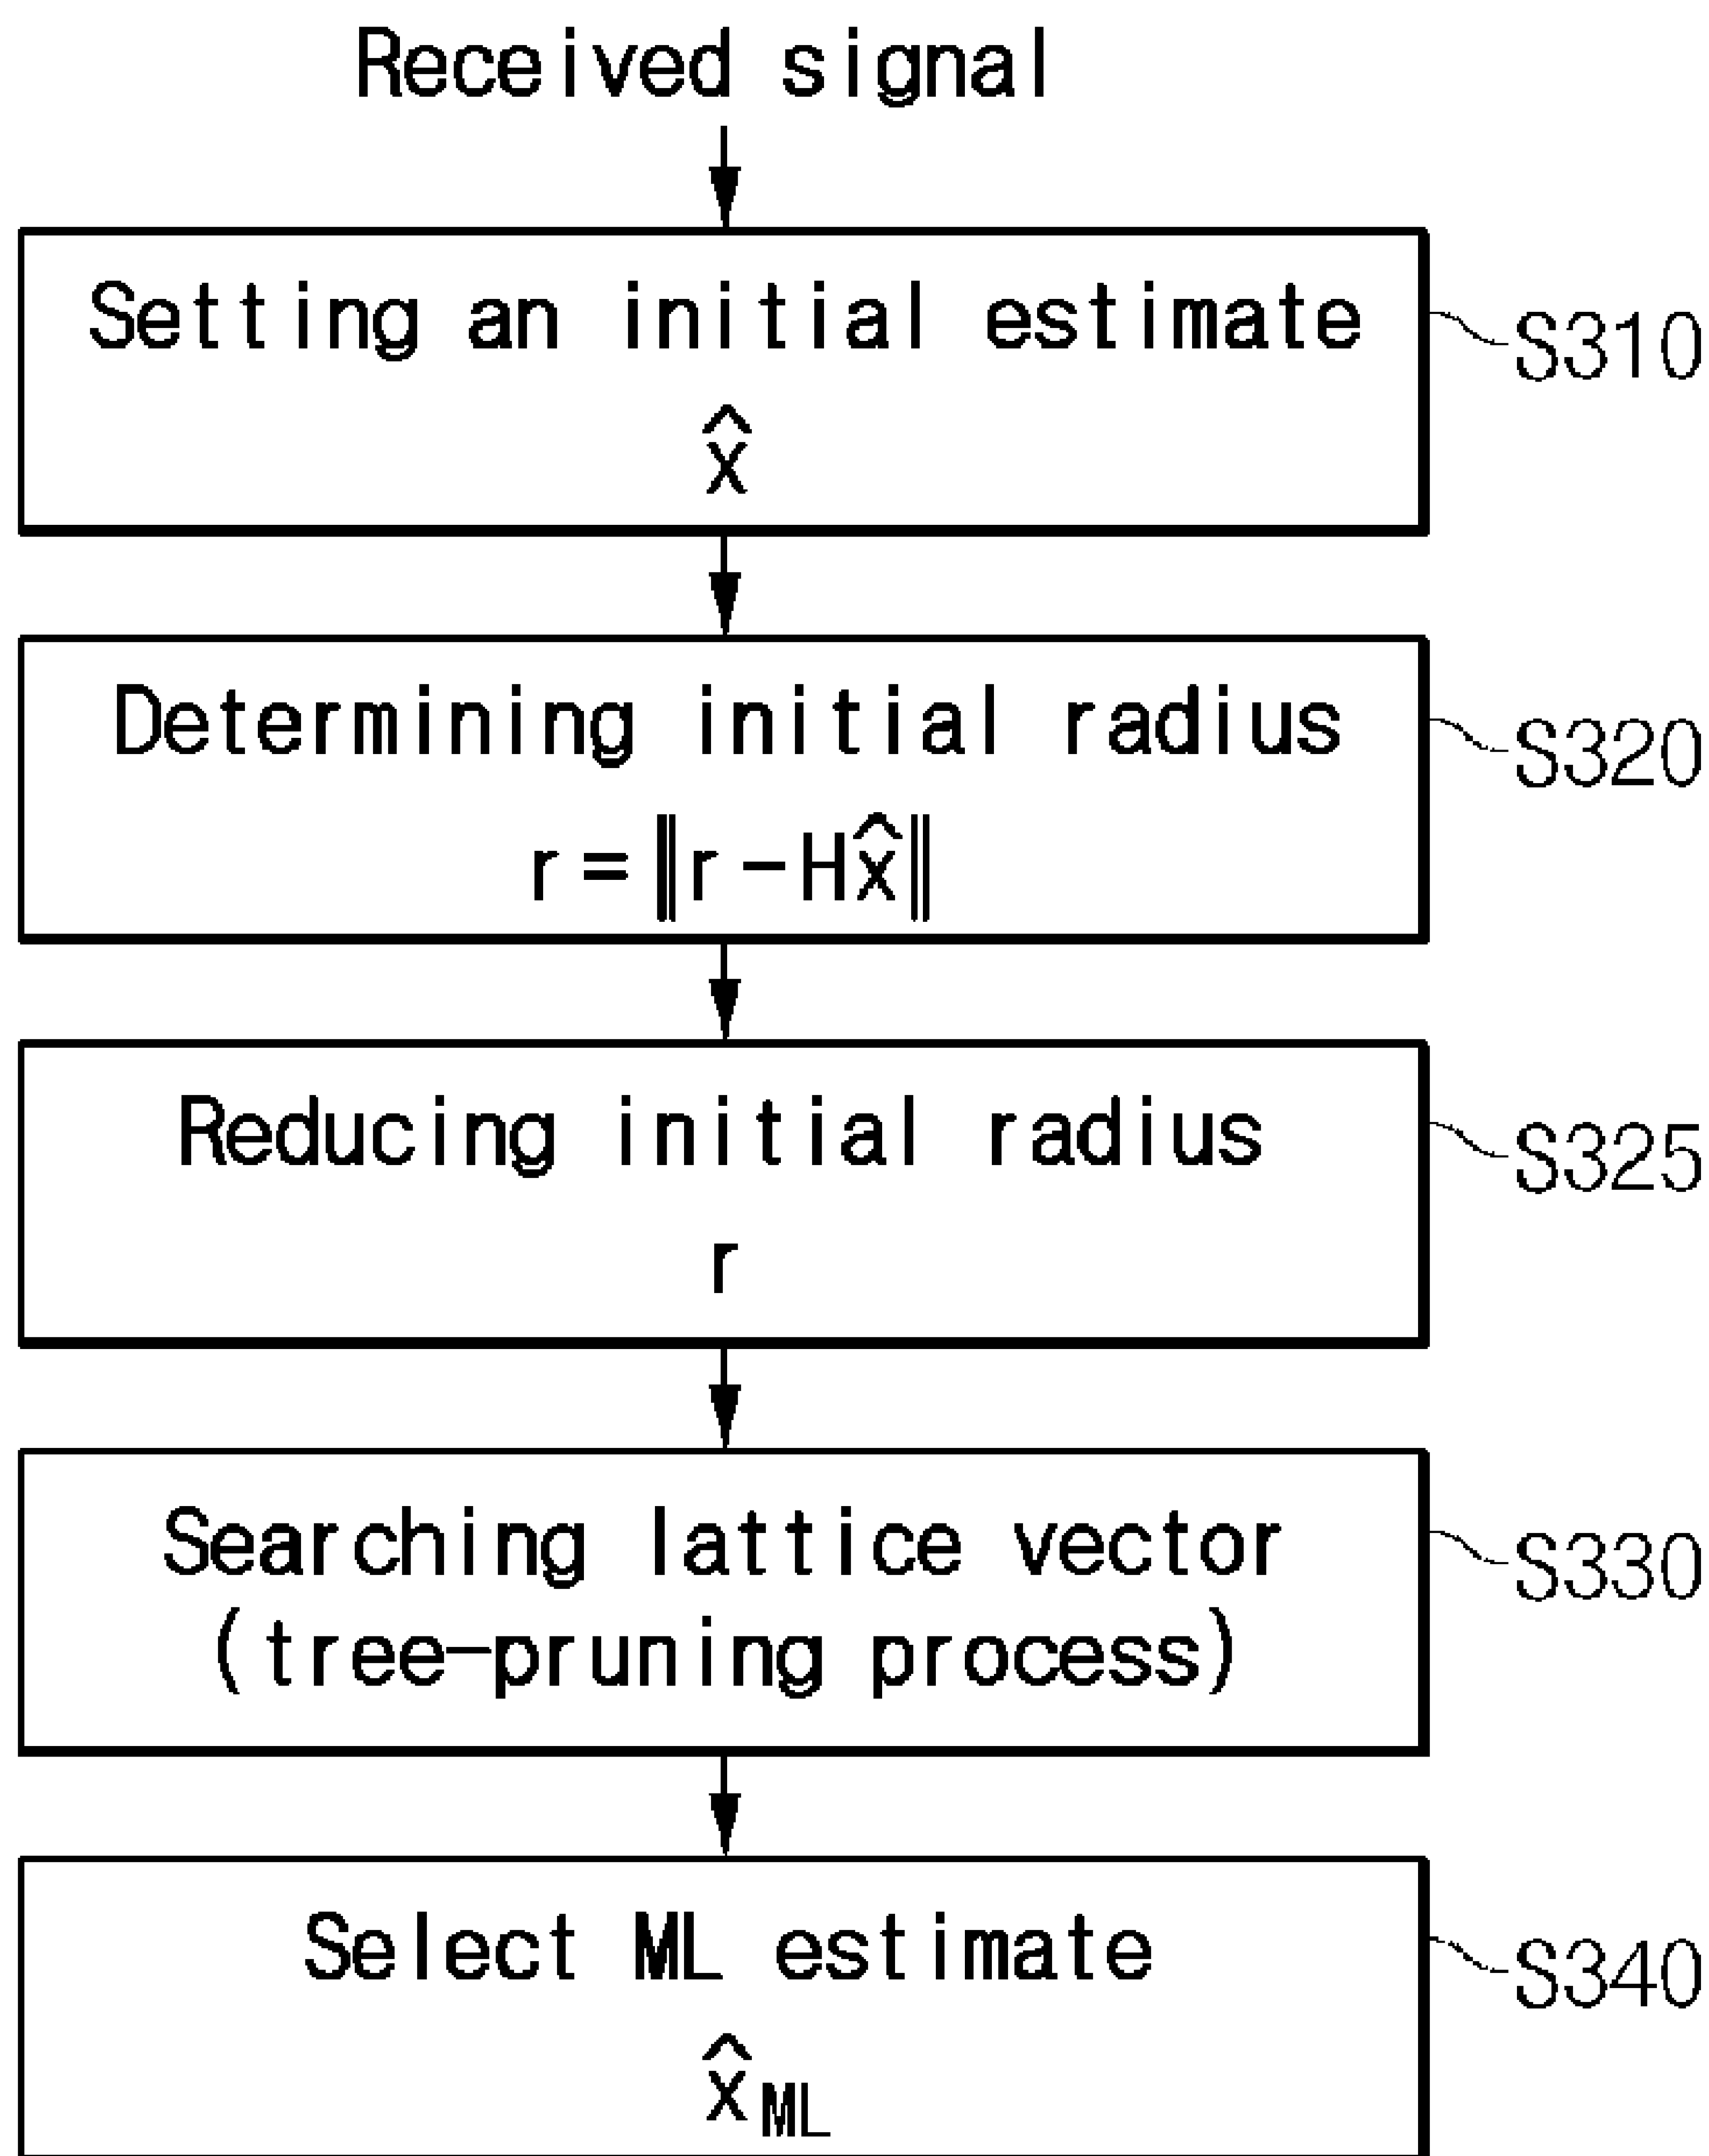 Received signal
Setting an initial estimate
x̂
S310
Determining initial radius
r=‖r-Hx̂‖
S320
Reducing initial radius
r
S325
Searching lattice vector
(tree-pruning process)
S330
Select ML estimate
x̂ML
S340